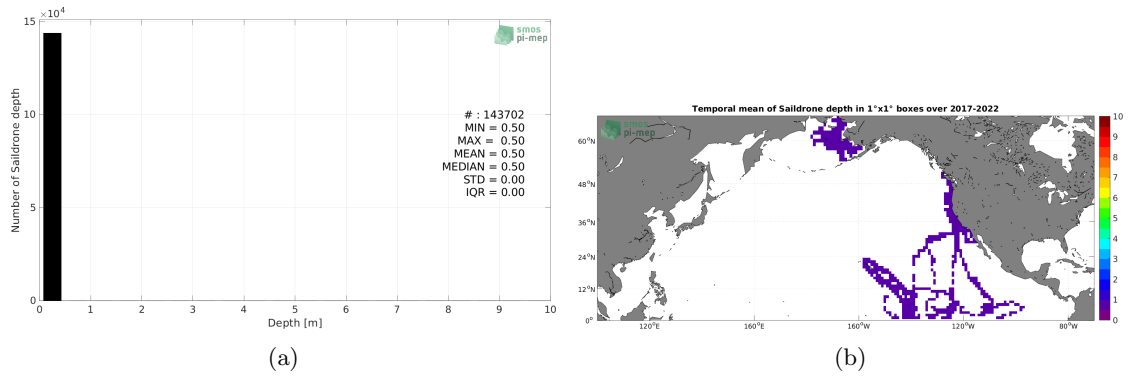 ×10⁴
15
10
5
0
Number of Saildrone depth
smos
pi-mep
# : 143702
MIN = 0.50
MAX = 0.50
MEAN = 0.50
MEDIAN = 0.50
STD = 0.00
IQR = 0.00
0 1 2 3 4 5 6 7 8 9 10
Depth [m]
(a)
Temporal mean of Saildrone depth in 1°x1° boxes over 2017-2022
smos
pi-mep
60°N
48°N
36°N
24°N
12°N
0°
120°E 160°E 160°W 120°W 80°W
10
9
8
7
6
5
4
3
2
1
0
(b)